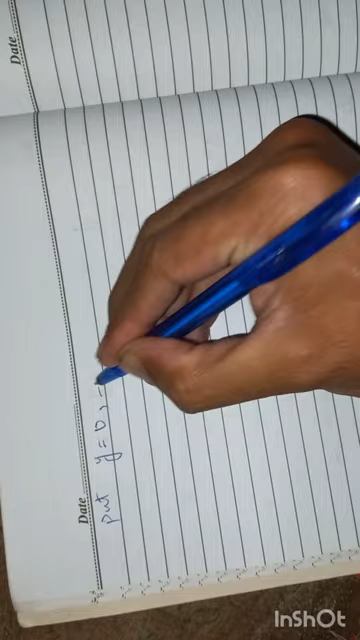 Date
Date
put y = 0, -
InShOt